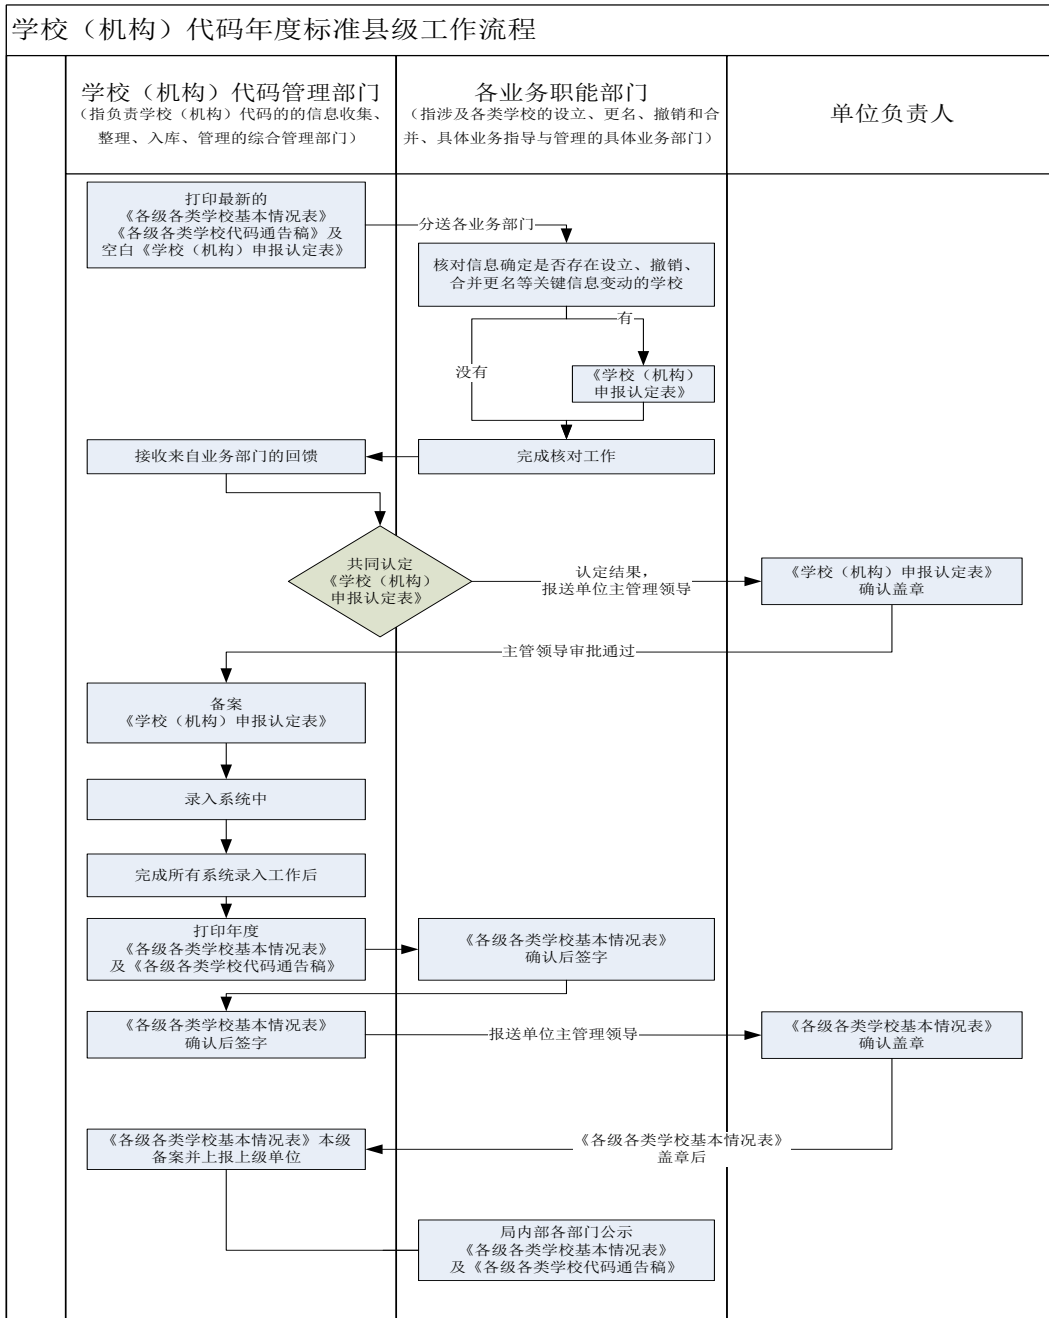 学校（机构）代码年度标准县级工作流程
学校（机构）代码管理部门
（指负责学校（机构）代码的的信息收集、
整理、入库、管理的综合管理部门）
各业务职能部门
（指涉及各类学校的设立、更名、撤销和合
并、具体业务指导与管理的具体业务部门）
单位负责人
打印最新的
《各级各类学校基本情况表》
《各级各类学校代码通告稿》及
空白《学校（机构）申报认定表》
分送各业务部门
核对信息确定是否存在设立、撤销、
合并更名等关键信息变动的学校
有
没有
《学校（机构）
申报认定表》
接收来自业务部门的回馈
完成核对工作
共同认定
《学校（机构）
申报认定表》
认定结果，
报送单位主管理领导
《学校（机构）申报认定表》
确认盖章
主管领导审批通过
备案
《学校（机构）申报认定表》
录入系统中
完成所有系统录入工作后
打印年度
《各级各类学校基本情况表》
及《各级各类学校代码通告稿》
《各级各类学校基本情况表》
确认后签字
《各级各类学校基本情况表》
确认后签字
报送单位主管理领导
《各级各类学校基本情况表》
确认盖章
《各级各类学校基本情况表》本级
备案并上报上级单位
《各级各类学校基本情况表》
盖章后
局内部各部门公示
《各级各类学校基本情况表》
及《各级各类学校代码通告稿》